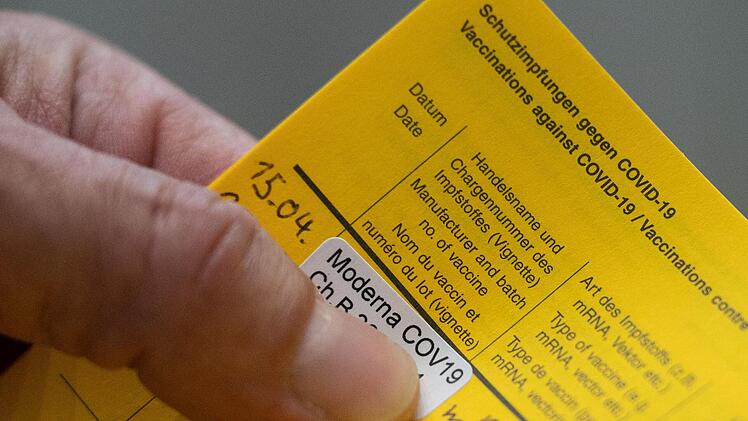 Schutzimpfungen gegen COVID-19
Vaccinations against COVID-19 / Vaccinations contre
Datum
Date
Handelsname und
Chargennummer des
Impfstoffes (Vignette)
Manufacturer and batch
no. of vaccine
Nom du vaccin et
numéro du lot (vignette)
Art des Impfstoffs (z.B.
mRNA, Vektor etc.)
Type of vaccine (e.g.
mRNA, vector etc.)
Type de vaccin
mRNA,
15.04.
Moderna COV19
Ch.B.